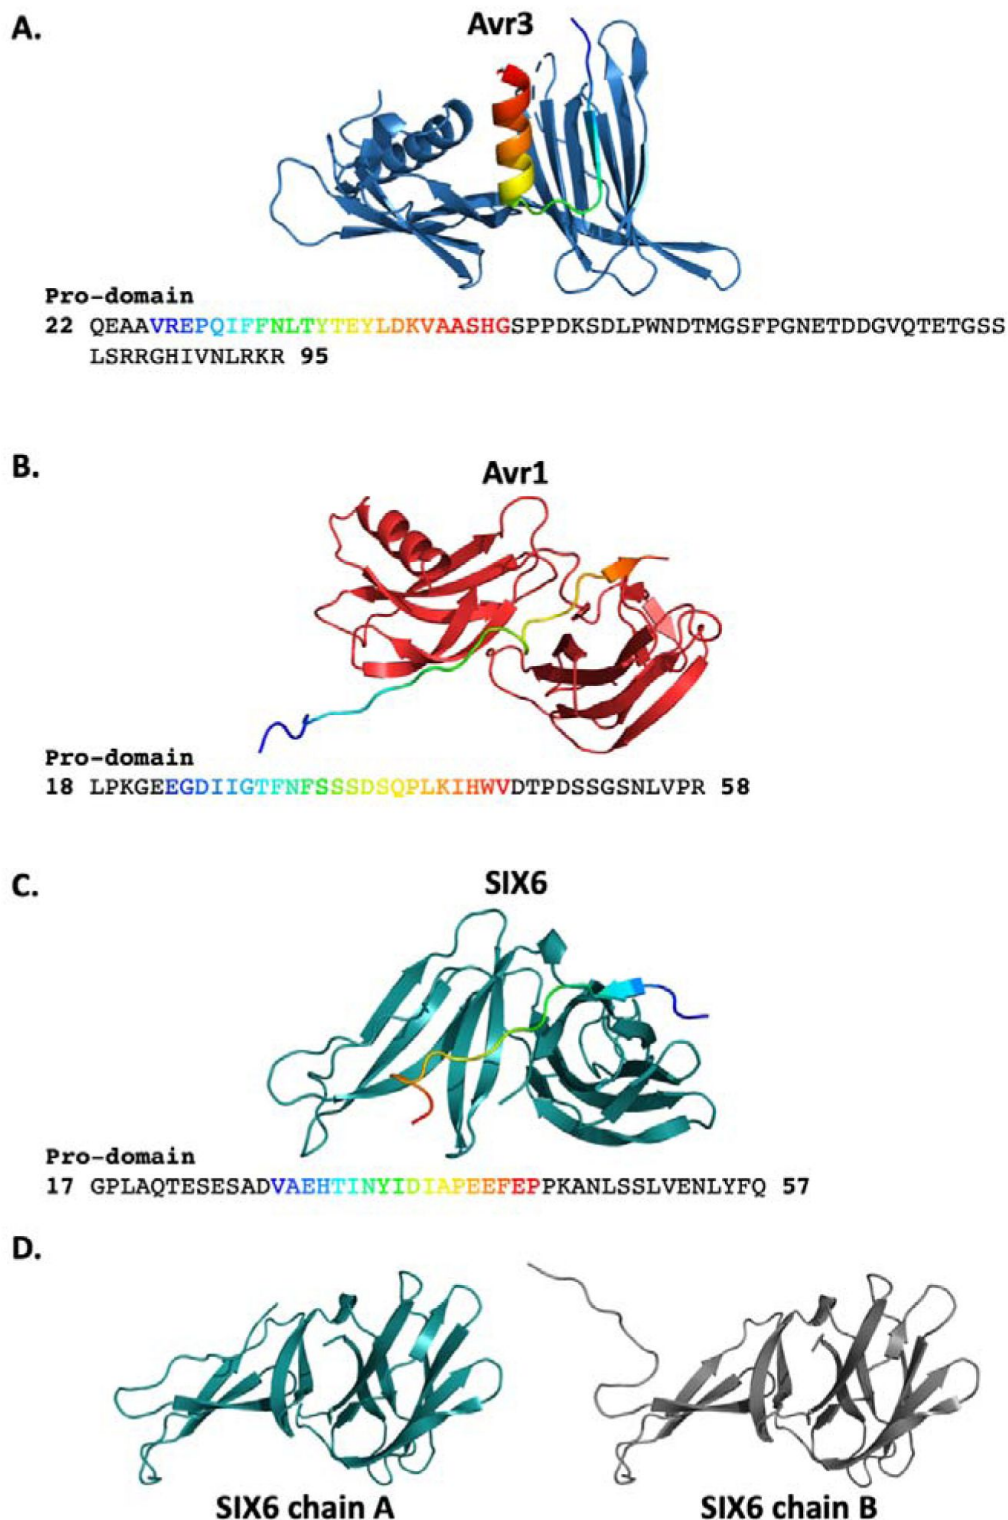 A.
Avr3
Pro-domain
22 QEAAVREPQIFFNLTYTEYLDKVAASHGSPPDKSDLPWNDTMGSFPGNETDDGVQTETGSS
LSRRGHIVNLRKR 95
B.
Avr1
Pro-domain
18 LPKGEEGDIIGTFNFSSSDSQPLKIHWVDTPDSSGSNLVPR 58
C.
SIX6
Pro-domain
17 GPLAQTESESADVAEHTINYIDIAPEEFEPPKANLSSLVENLYFQ 57
D.
SIX6 chain A
SIX6 chain B